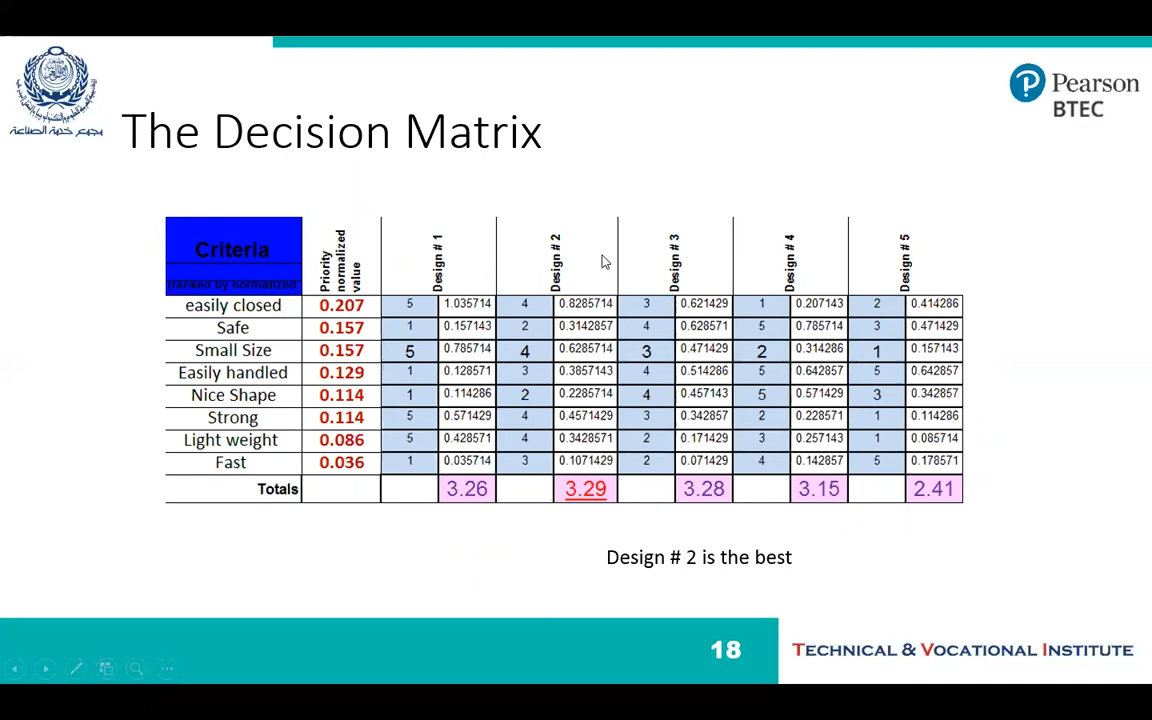 مجمع خدمة الصناعة
Pearson
BTEC
The Decision Matrix
Criteria
(ranked by normalized
Priority normalized value
Design # 1
Design # 2
Design # 3
Design # 4
Design # 5
easily closed 0.207 5 1.035714 4 0.8285714 3 0.621429 1 0.207143 2 0.414286
Safe 0.157 1 0.157143 2 0.3142857 4 0.628571 5 0.785714 3 0.471429
Small Size 0.157 5 0.785714 4 0.6285714 3 0.471429 2 0.314286 1 0.157143
Easily handled 0.129 1 0.128571 3 0.3857143 4 0.514286 5 0.642857 5 0.642857
Nice Shape 0.114 1 0.114286 2 0.2285714 4 0.457143 5 0.571429 3 0.342857
Strong 0.114 5 0.571429 4 0.4571429 3 0.342857 2 0.228571 1 0.114286
Light weight 0.086 5 0.428571 4 0.3428571 2 0.171429 3 0.257143 1 0.085714
Fast 0.036 1 0.035714 3 0.1071429 2 0.071429 4 0.142857 5 0.178571
Totals 3.26 3.29 3.28 3.15 2.41
Design # 2 is the best
18
TECHNICAL & VOCATIONAL INSTITUTE